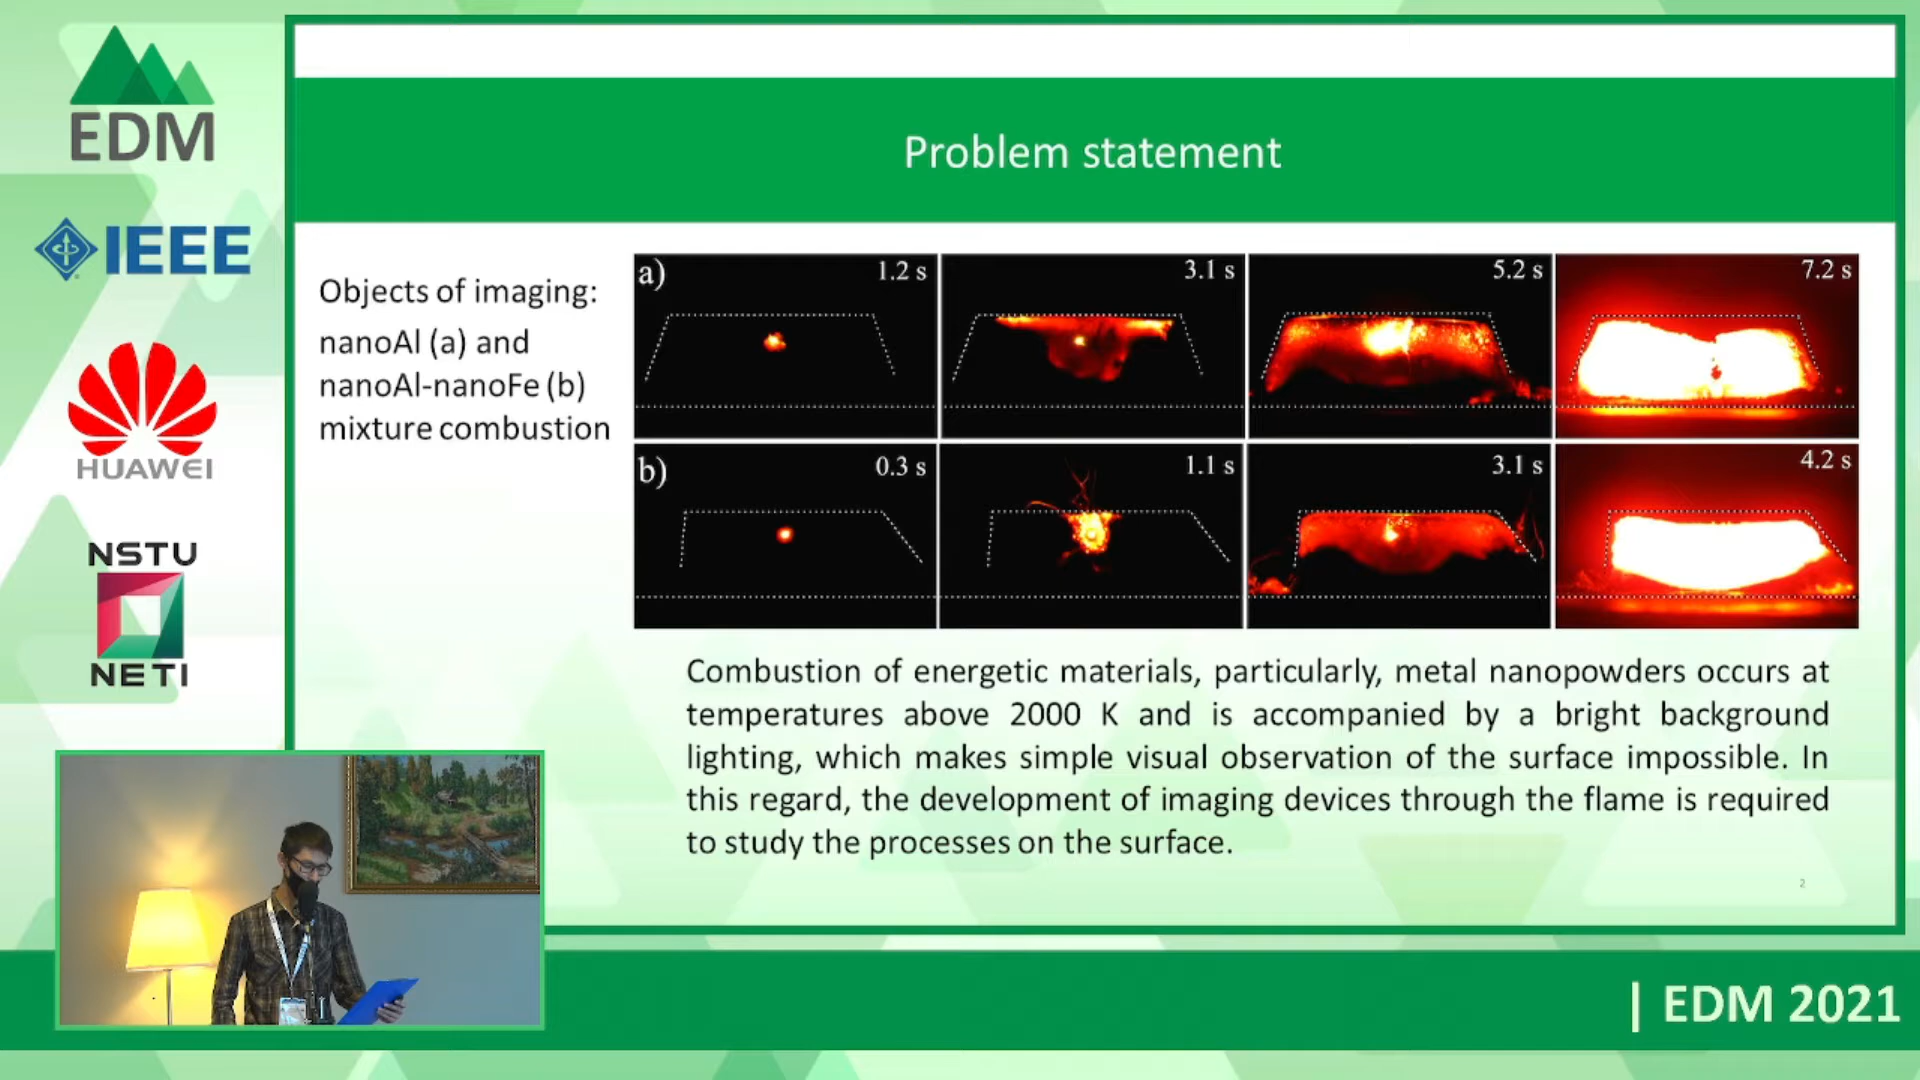 EDM
IEEE
HUAWEI
NSTU
NETI
Problem statement
Objects of imaging:
nanoAl (a) and
nanoAl-nanoFe (b)
mixture combustion
a) 1.2 s 3.1 s 5.2 s 7.2 s
b) 0.3 s 1.1 s 3.1 s 4.2 s
Combustion of energetic materials, particularly, metal nanopowders occurs at
temperatures above 2000 K and is accompanied by a bright background
lighting, which makes simple visual observation of the surface impossible. In
this regard, the development of imaging devices through the flame is required
to study the processes on the surface.
2
| EDM 2021